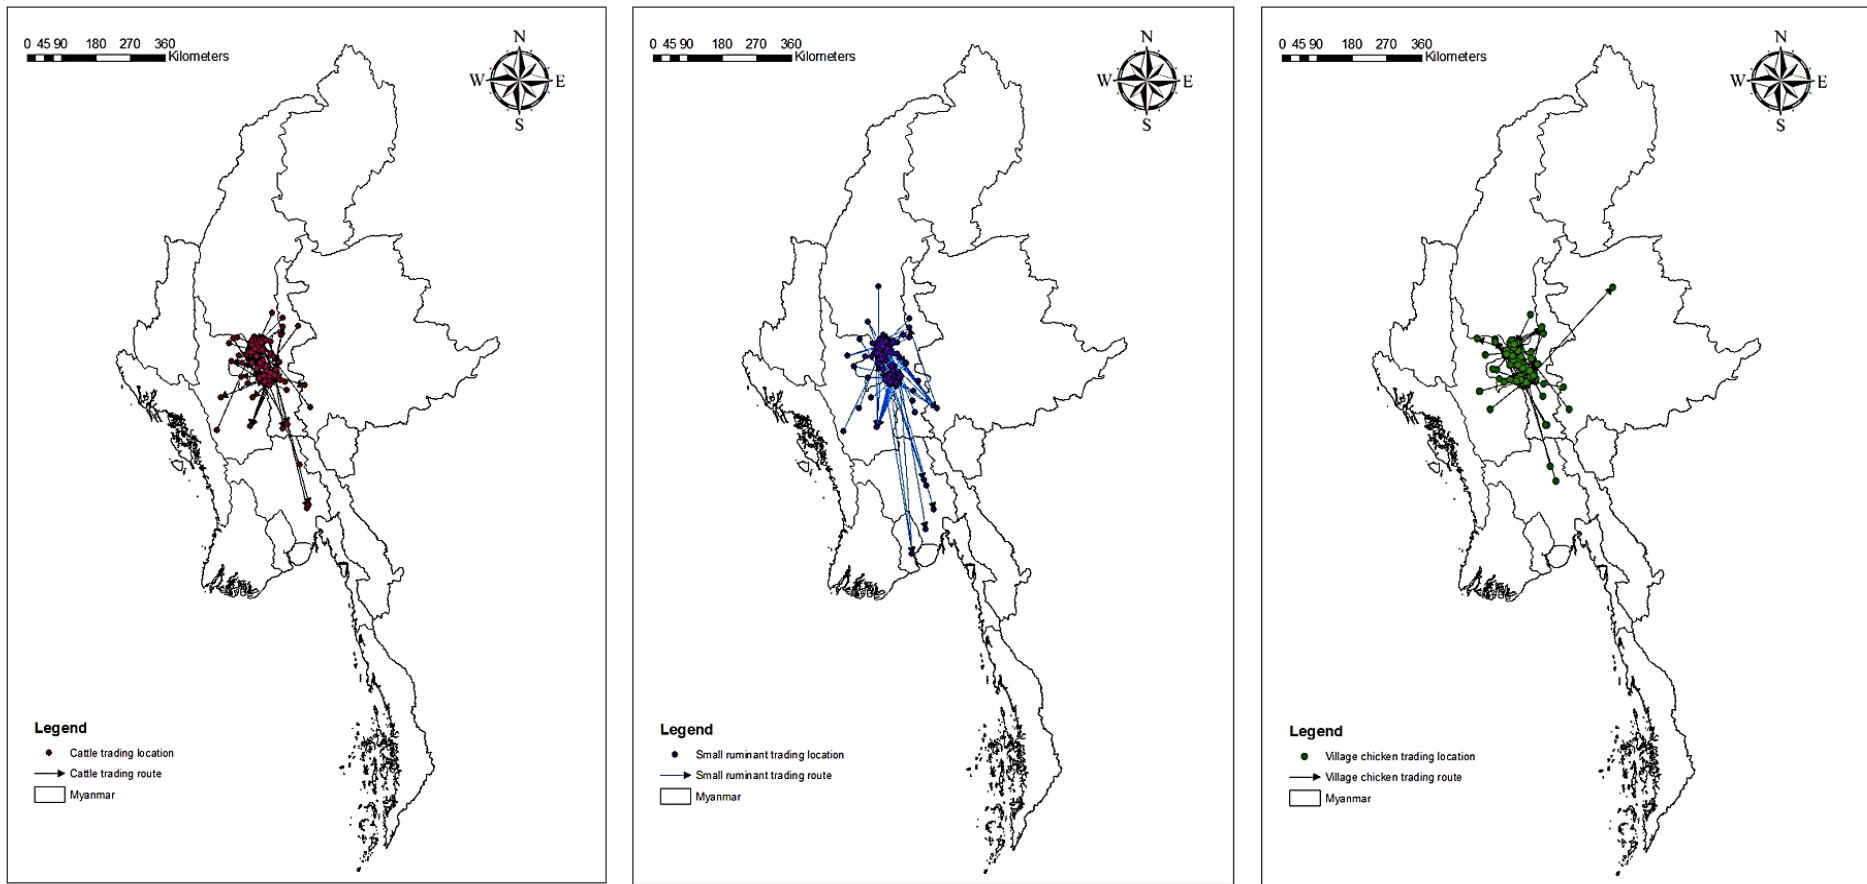 0 45 90 180 270 360
Kilometers
N
W E
S
Legend
Cattle trading location
Cattle trading route
Myanmar
0 45 90 180 270 360
Kilometers
N
W E
S
Legend
Small ruminant trading location
Small ruminant trading route
Myanmar
0 45 90 180 270 360
Kilometers
N
W E
S
Legend
Village chicken trading location
Village chicken trading route
Myanmar